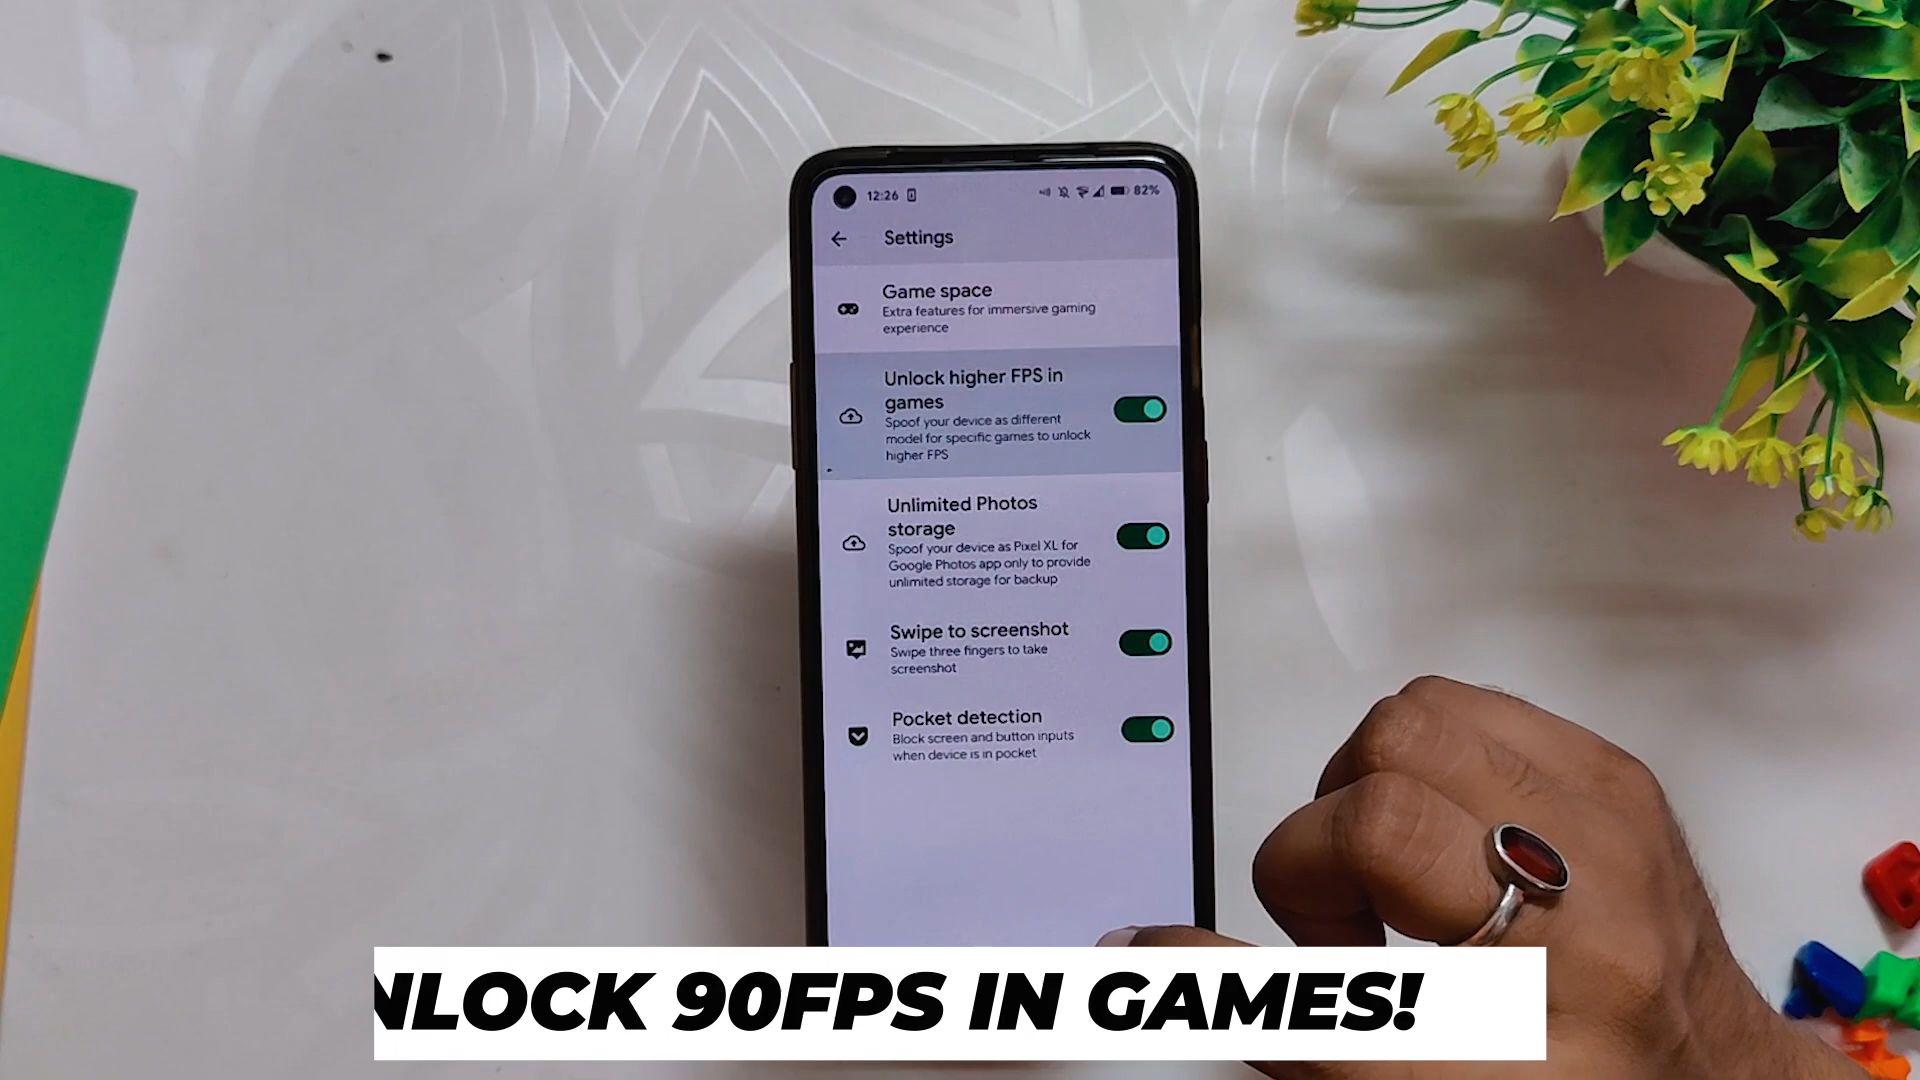 12:26
82%
Settings
Game space
Extra features for immersive gaming
experience
Unlock higher FPS in
games
Spoof your device as different
model for specific games to unlock
higher FPS
Unlimited Photos
storage
Spoof your device as Pixel XL for
Google Photos app only to provide
unlimited storage for backup
Swipe to screenshot
Swipe three fingers to take
screenshot
Pocket detection
Block screen and button inputs
when device is in pocket
NLOCK 90FPS IN GAMES!